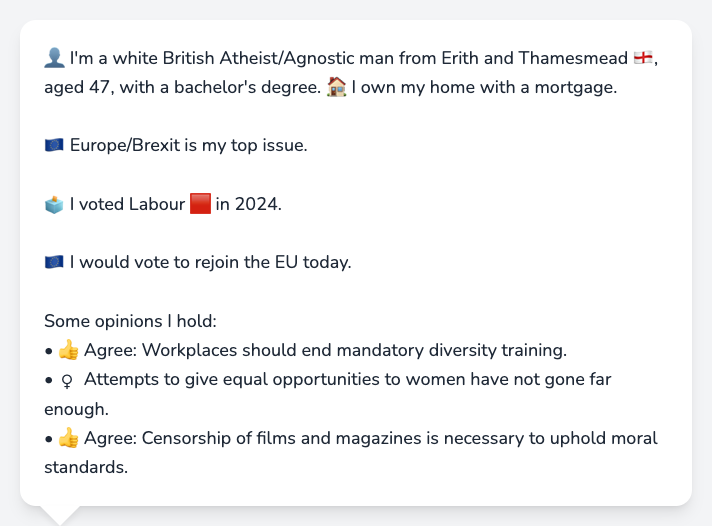 👤 I'm a white British Atheist/Agnostic man from Erith and Thamesmead 🏴󠁧󠁢󠁥󠁮󠁧󠁿,
aged 47, with a bachelor's degree. 🏠 I own my home with a mortgage.
🇪🇺 Europe/Brexit is my top issue.
🗳️ I voted Labour 🟥 in 2024.
🇪🇺 I would vote to rejoin the EU today.
Some opinions I hold:
• 👍 Agree: Workplaces should end mandatory diversity training.
• ♀ Attempts to give equal opportunities to women have not gone far
enough.
• 👍 Agree: Censorship of films and magazines is necessary to uphold moral
standards.